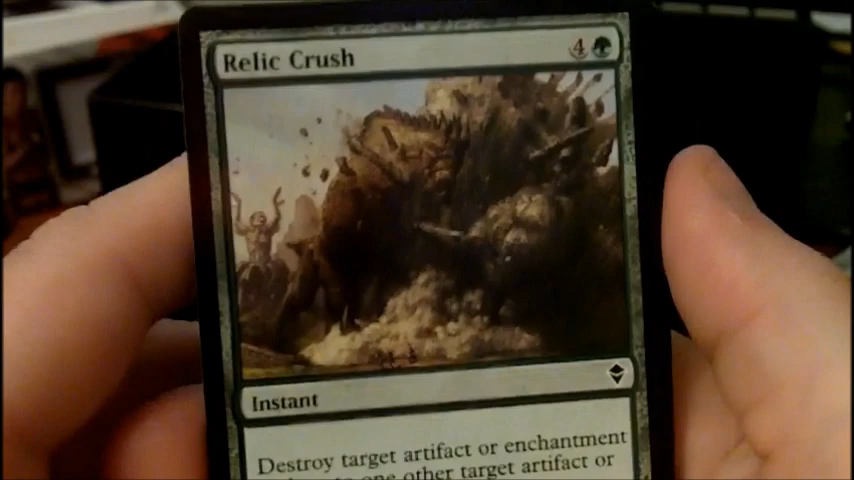 Relic Crush
4
Instant
Destroy target artifact or enchantment
one other target artifact or